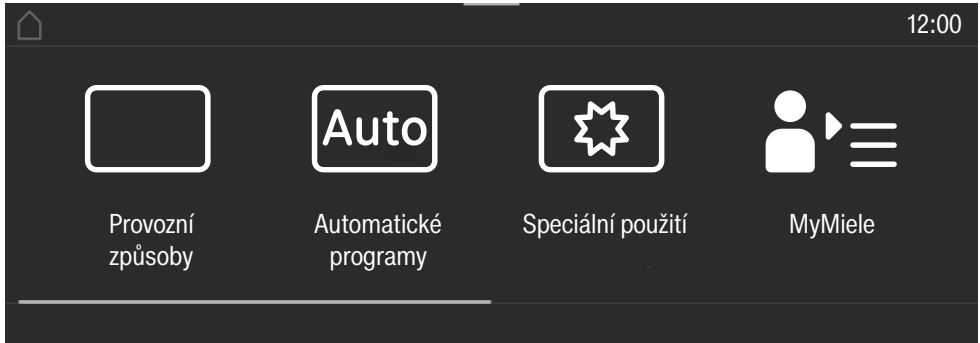 12:00
Auto
Provozní
způsoby
Automatické
programy
Speciální použití
MyMiele